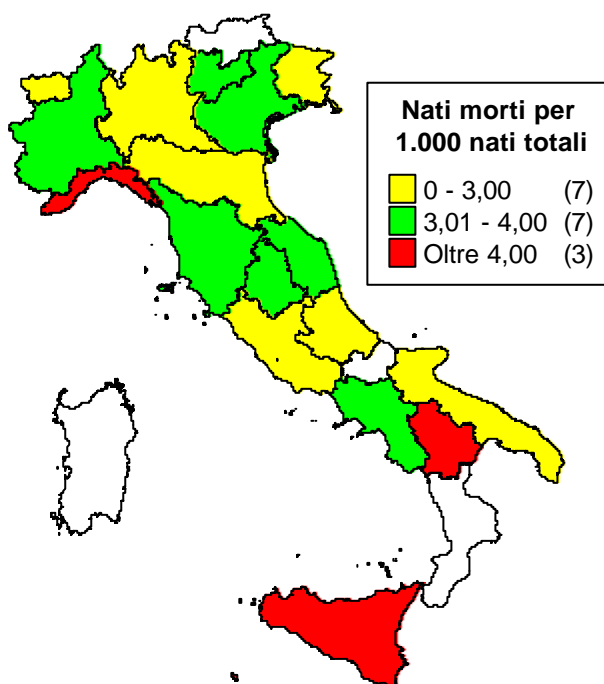 Nati morti per
1.000 nati totali
0 - 3,00 (7)
3,01 - 4,00 (7)
Oltre 4,00 (3)